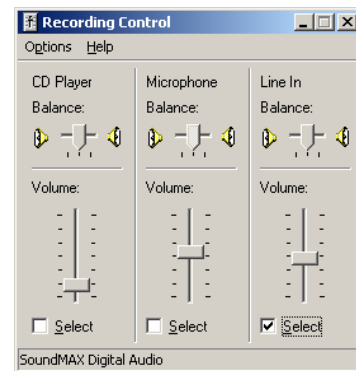 Recording Control
Options Help
CD Player Microphone Line In
Balance: Balance: Balance:
Volume: Volume: Volume:
Select Select Select
SoundMAX Digital Audio